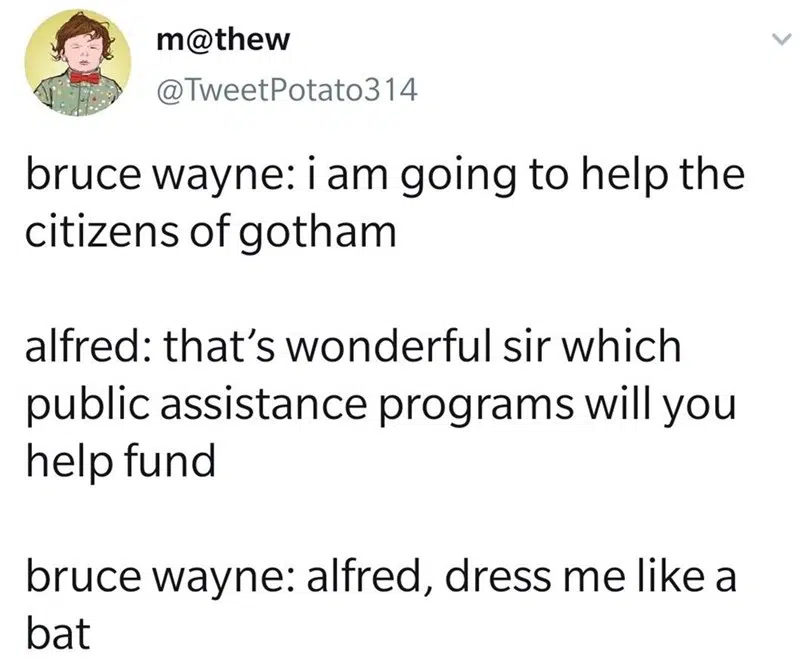 m@thew
@TweetPotato314
bruce wayne: i am going to help the
citizens of gotham
alfred: that’s wonderful sir which
public assistance programs will you
help fund
bruce wayne: alfred, dress me like a
bat